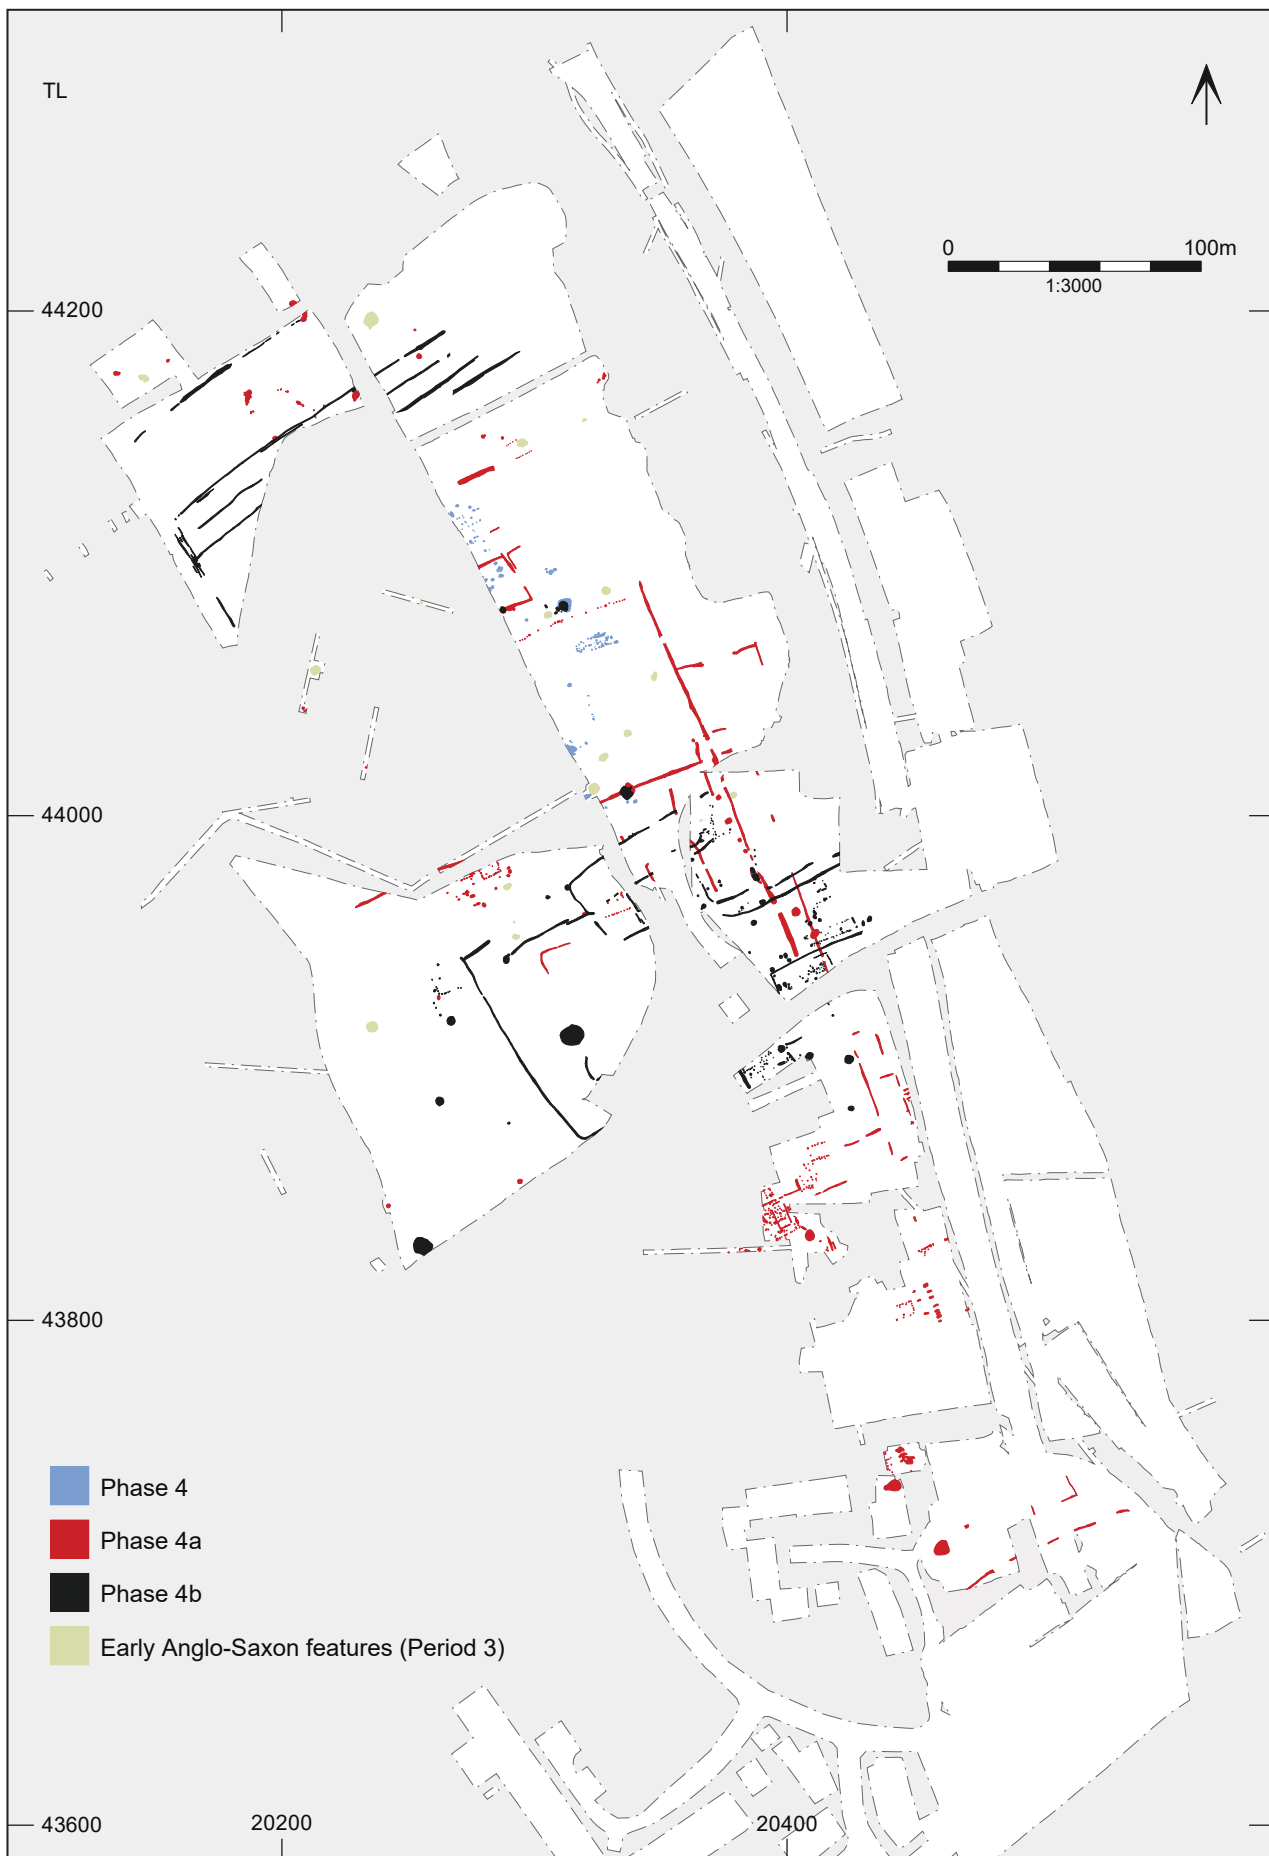 TL
0 100m
1:3000
44200
44000
43800
Phase 4
Phase 4a
Phase 4b
Early Anglo-Saxon features (Period 3)
43600 20200 20400